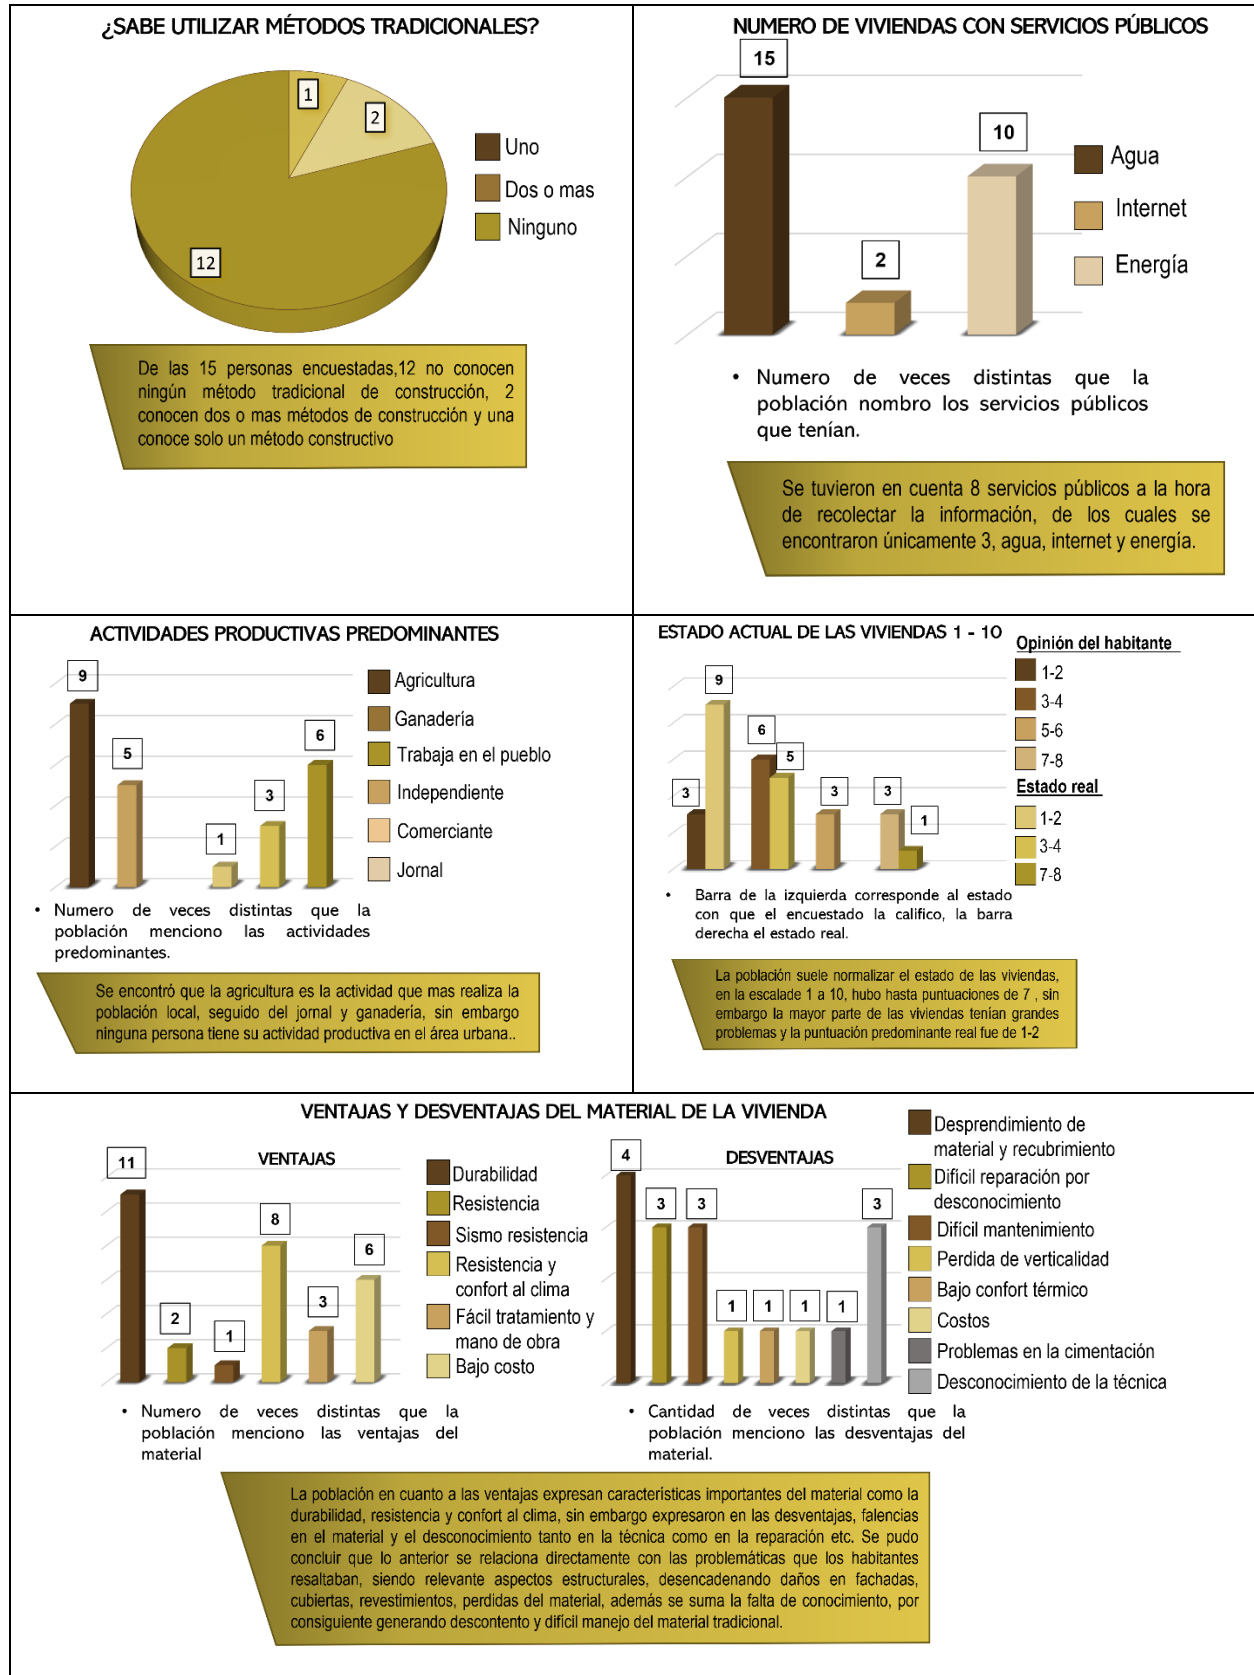 ¿SABE UTILIZAR MÉTODOS TRADICIONALES?
1
2
12
Uno
Dos o mas
Ninguno
De las 15 personas encuestadas,12 no conocen
ningún método tradicional de construcción, 2
conocen dos o mas métodos de construcción y una
conoce solo un método constructivo
NUMERO DE VIVIENDAS CON SERVICIOS PÚBLICOS
15
2
10
Agua
Internet
Energía
• Numero de veces distintas que la
población nombro los servicios públicos
que tenían.
Se tuvieron en cuenta 8 servicios públicos a la hora
de recolectar la información, de los cuales se
encontraron únicamente 3, agua, internet y energía.
ACTIVIDADES PRODUCTIVAS PREDOMINANTES
9
5
1
3
6
Agricultura
Ganadería
Trabaja en el pueblo
Independiente
Comerciante
Jornal
• Numero de veces distintas que la
población menciono las actividades
predominantes.
Se encontró que la agricultura es la actividad que mas realiza la
población local, seguido del jornal y ganadería, sin embargo
ninguna persona tiene su actividad productiva en el área urbana..
ESTADO ACTUAL DE LAS VIVIENDAS 1 - 10
3
9
6
5
3
3
1
Opinión del habitante
1-2
3-4
5-6
7-8
Estado real
1-2
3-4
7-8
• Barra de la izquierda corresponde al estado
con que el encuestado la califico, la barra
derecha el estado real.
La población suele normalizar el estado de las viviendas,
en la escalade 1 a 10, hubo hasta puntuaciones de 7 , sin
embargo la mayor parte de las viviendas tenían grandes
problemas y la puntuación predominante real fue de 1-2
VENTAJAS Y DESVENTAJAS DEL MATERIAL DE LA VIVIENDA
VENTAJAS
11
2
1
8
3
6
Durabilidad
Resistencia
Sismo resistencia
Resistencia y
confort al clima
Fácil tratamiento y
mano de obra
Bajo costo
• Numero de veces distintas que la
población menciono las ventajas del
material
DESVENTAJAS
4
3
3
1
1
1
1
3
Desprendimiento de
material y recubrimiento
Difícil reparación por
desconocimiento
Difícil mantenimiento
Perdida de verticalidad
Bajo confort térmico
Costos
Problemas en la cimentación
Desconocimiento de la técnica
• Cantidad de veces distintas que la
población menciono las desventajas del
material.
La población en cuanto a las ventajas expresan características importantes del material como la
durabilidad, resistencia y confort al clima, sin embargo expresaron en las desventajas, falencias
en el material y el desconocimiento tanto en la técnica como en la reparación etc. Se pudo
concluir que lo anterior se relaciona directamente con las problemáticas que los habitantes
resaltaban, siendo relevante aspectos estructurales, desencadenando daños en fachadas,
cubiertas, revestimientos, perdidas del material, además se suma la falta de conocimiento, por
consiguiente generando descontento y difícil manejo del material tradicional.